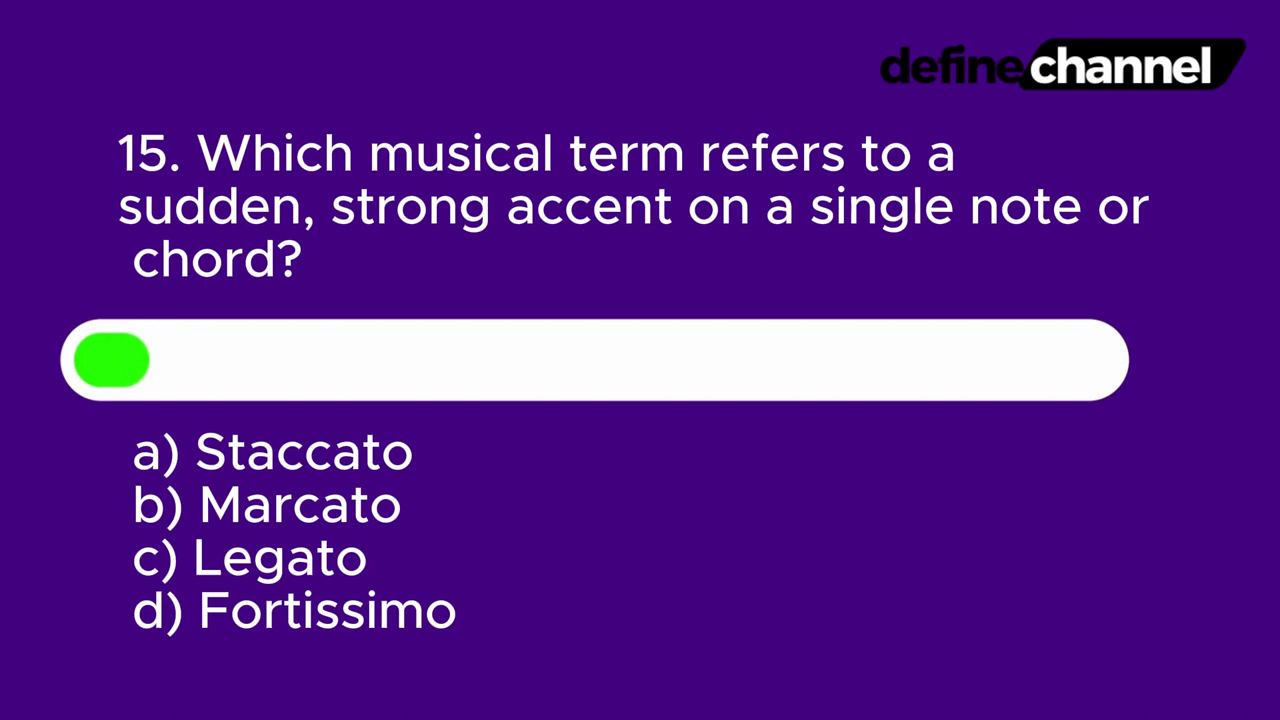 definechannel
15. Which musical term refers to a
sudden, strong accent on a single note or
chord?
a) Staccato
b) Marcato
c) Legato
d) Fortissimo